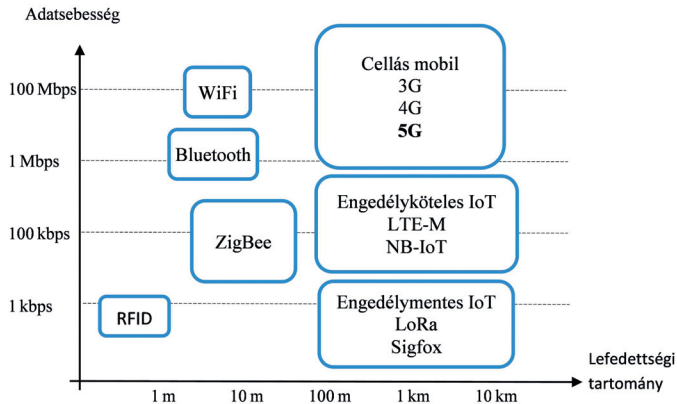 Adatsebesség
100 Mbps
1 Mbps
100 kbps
1 kbps
WiFi
Bluetooth
ZigBee
RFID
Cellás mobil
3G
4G
5G
Engedélyköteles IoT
LTE-M
NB-IoT
Engedélymentes IoT
LoRa
Sigfox
1 m
10 m
100 m
1 km
10 km
Lefedettségi
tartomány